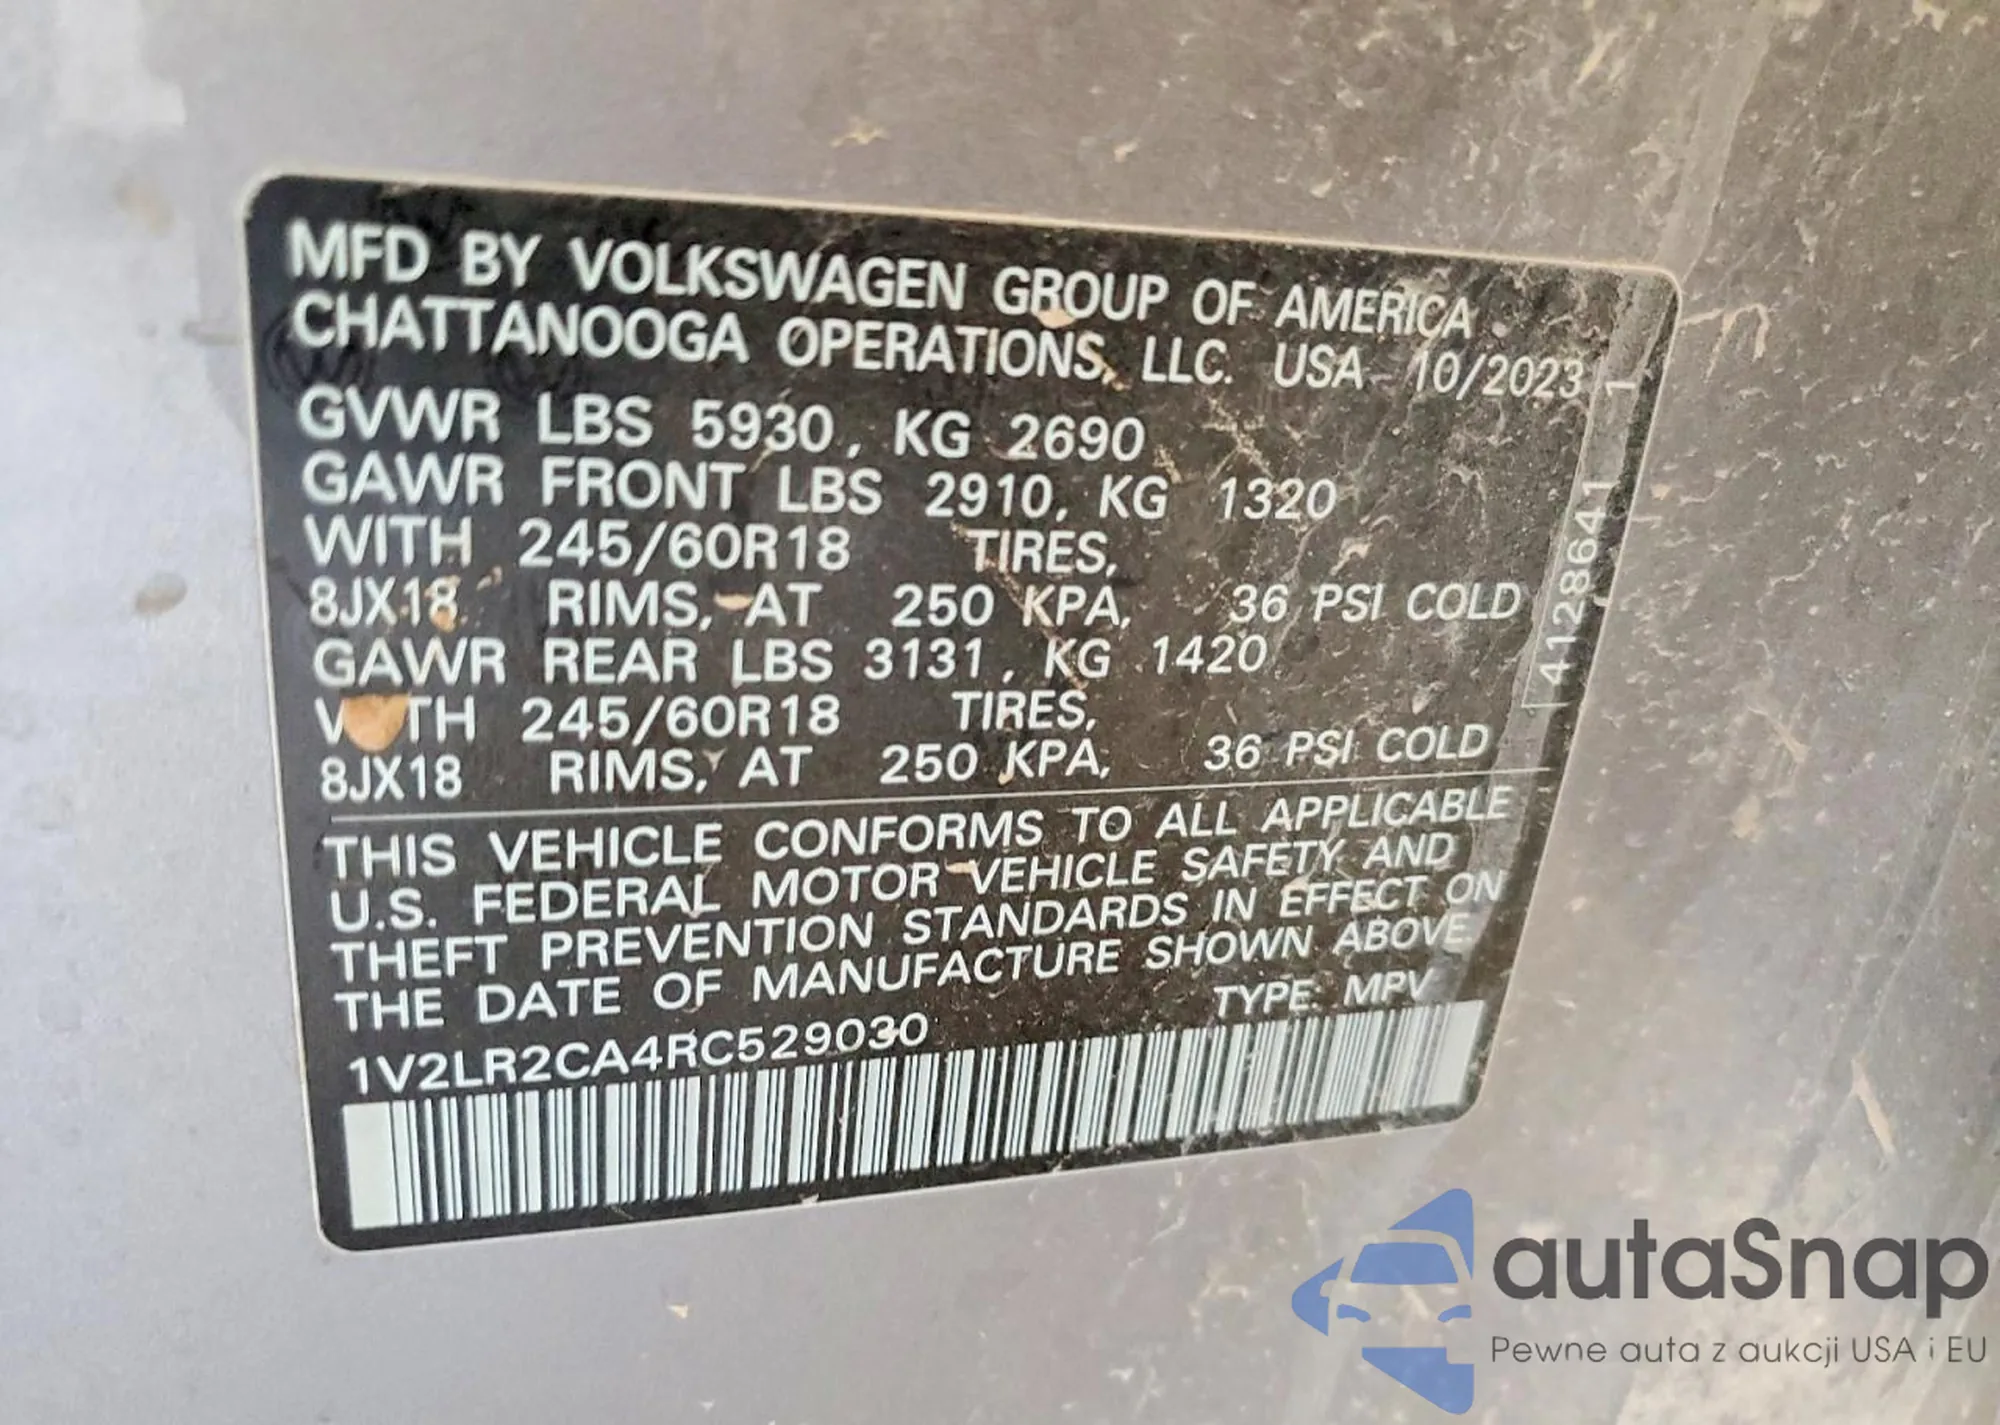 MFD BY VOLKSWAGEN GROUP OF AMERICA
CHATTANOOGA OPERATIONS, LLC. USA 10/2023
GVWR LBS 5930, KG 2690
GAWR FRONT LBS 2910, KG 1320
WITH 245/60R18 TIRES,
8JX18 RIMS, AT 250 KPA, 36 PSI COLD
GAWR REAR LBS 3131, KG 1420
WITH 245/60R18 TIRES,
8JX18 RIMS, AT 250 KPA, 36 PSI COLD
THIS VEHICLE CONFORMS TO ALL APPLICABLE
U.S. FEDERAL MOTOR VEHICLE SAFETY AND
THEFT PREVENTION STANDARDS IN EFFECT ON
THE DATE OF MANUFACTURE SHOWN ABOVE.
TYPE: MPV
1V2LR2CA4RC529030
4128641 1
autaSnap
Pewne auta z aukcji USA i EU